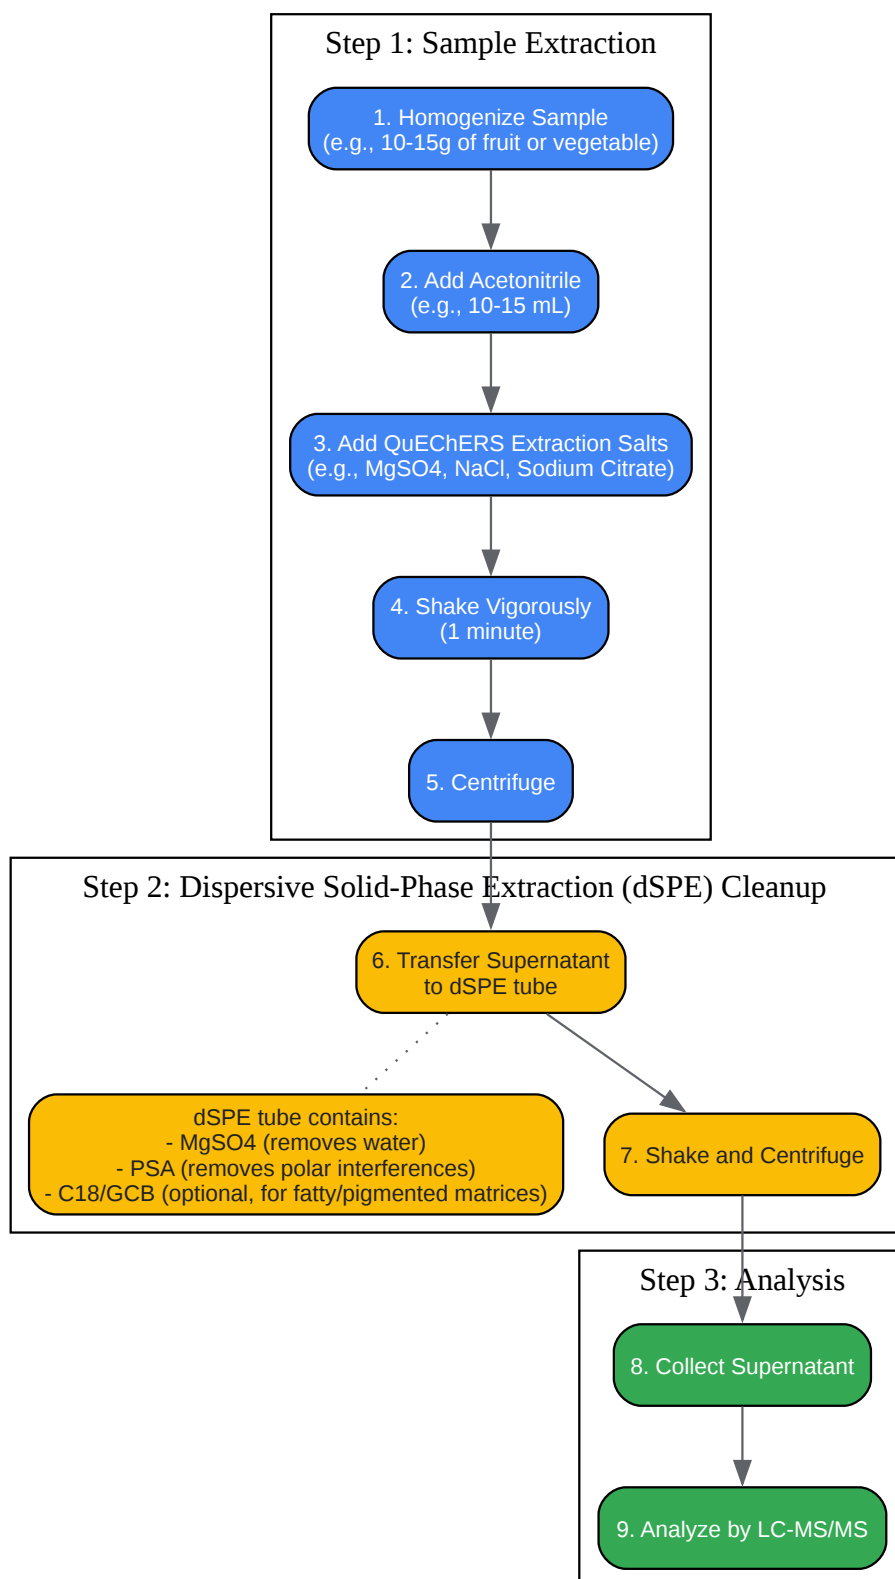 Step 1: Sample Extraction
1. Homogenize Sample
(e.g., 10-15g of fruit or vegetable)
2. Add Acetonitrile
(e.g., 10-15 mL)
3. Add QuEChERS Extraction Salts
(e.g., MgSO4, NaCl, Sodium Citrate)
4. Shake Vigorously
(1 minute)
5. Centrifuge
Step 2: Dispersive Solid-Phase Extraction (dSPE) Cleanup
6. Transfer Supernatant
to dSPE tube
dSPE tube contains:
- MgSO4 (removes water)
- PSA (removes polar interferences)
- C18/GCB (optional, for fatty/pigmented matrices)
7. Shake and Centrifuge
Step 3: Analysis
8. Collect Supernatant
9. Analyze by LC-MS/MS